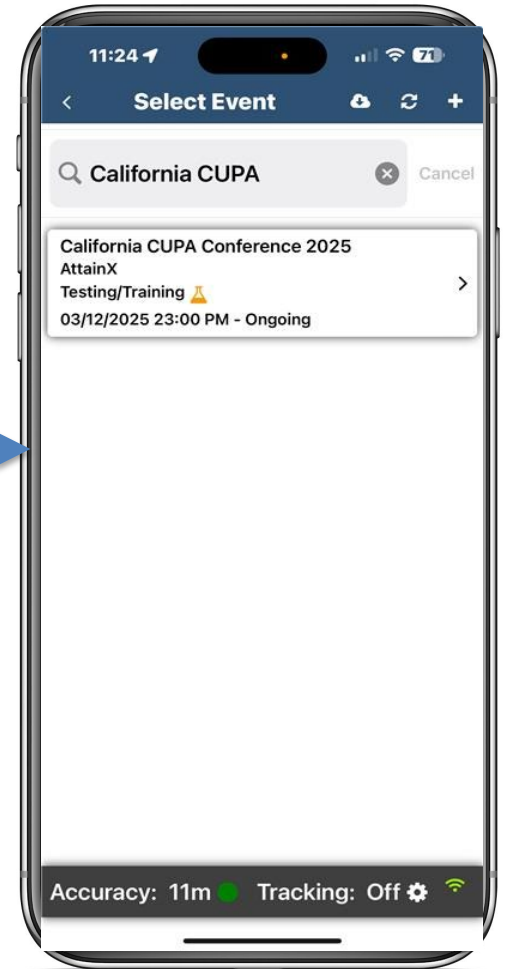 11:24
71
Select Event
California CUPA
Cancel
California CUPA Conference 2025
AttainX
Testing/Training
03/12/2025 23:00 PM - Ongoing
Accuracy: 11m Tracking: Off